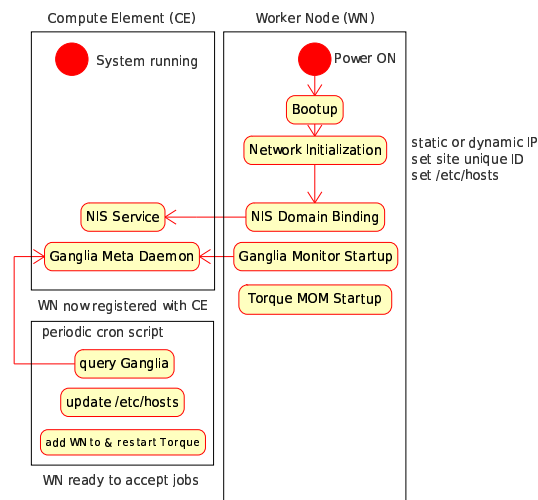 Compute Element (CE)
Worker Node (WN)
System running
Power ON
Bootup
Network Initialization
static or dynamic IP
set site unique ID
set /etc/hosts
NIS Service
NIS Domain Binding
Ganglia Meta Daemon
Ganglia Monitor Startup
Torque MOM Startup
WN now registered with CE
periodic cron script
query Ganglia
update /etc/hosts
add WN to & restart Torque
WN ready to accept jobs